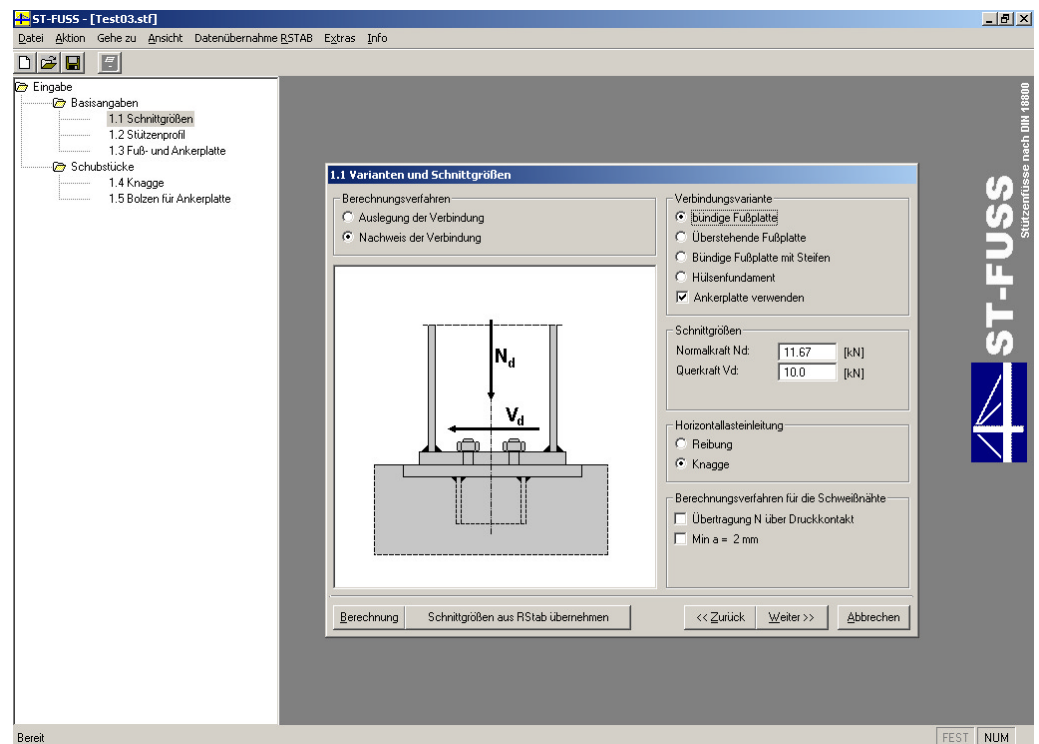 ST-FUSS - [Test03.stf]
Datei Aktion Gehe zu Ansicht Datenübernahme RSTAB Extras Info
Eingabe
Basisangaben
1.1 Schnittgrößen
1.2 Stützenprofil
1.3 Fuß- und Ankerplatte
Schubstücke
1.4 Knagge
1.5 Bolzen für Ankerplatte
1.1 Varianten und Schnittgrößen
Berechnungsverfahren
Auslegung der Verbindung
Nachweis der Verbindung
Nd
Vd
Verbindungsvariante
bündige Fußplatte
Überstehende Fußplatte
Bündige Fußplatte mit Steifen
Hülsenfundament
Ankerplatte verwenden
Schnittgrößen
Normalkraft Nd: 11.67 [kN]
Querkraft Vd: 10.0 [kN]
Horizontallasteinleitung
Reibung
Knagge
Berechnungsverfahren für die Schweißnähte
Übertragung N über Druckkontakt
Min a = 2 mm
Berechnung Schnittgrößen aus RStab übernehmen << Zurück Weiter >> Abbrechen
ST-FUSS
Stützenfüsse nach DIN 18800
Bereit FEST NUM